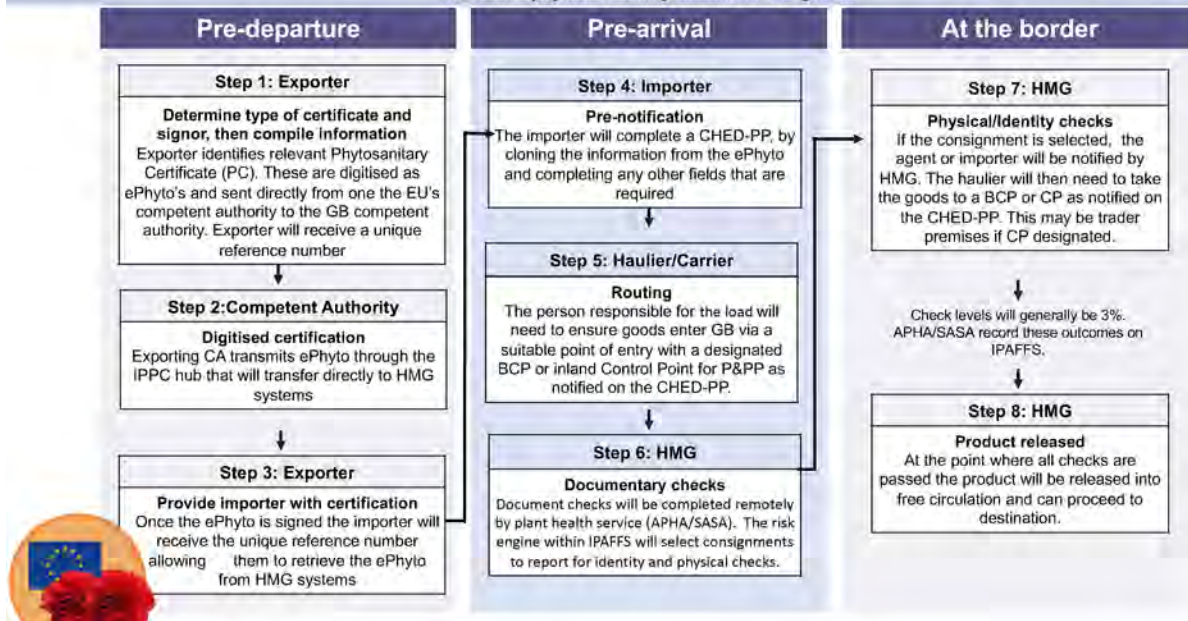 Pre-departure
Step 1: Exporter
Determine type of certificate and
signor, then compile information
Exporter identifies relevant Phytosanitary
Certificate (PC). These are digitised as
ePhyto's and sent directly from one the EU's
competent authority to the GB competent
authority. Exporter will receive a unique
reference number
Step 2:Competent Authority
Digitised certification
Exporting CA transmits ePhyto through the
IPPC hub that will transfer directly to HMG
systems
Step 3: Exporter
Provide importer with certification
Once the ePhyto is signed the importer will
receive the unique reference number
allowing them to retrieve the ePhyto
from HMG systems
Pre-arrival
Step 4: Importer
Pre-notification
The importer will complete a CHED-PP, by
cloning the information from the ePhyto
and completing any other fields that are
required
Step 5: Haulier/Carrier
Routing
The person responsible for the load will
need to ensure goods enter GB via a
suitable point of entry with a designated
BCP or inland Control Point for P&PP as
notified on the CHED-PP.
Step 6: HMG
Documentary checks
Document checks will be completed remotely
by plant health service (APHA/SASA). The risk
engine within IPAFFS will select consignments
to report for identity and physical checks.
At the border
Step 7: HMG
Physical/Identity checks
If the consignment is selected, the
agent or importer will be notified by
HMG. The haulier will then need to take
the goods to a BCP or CP as notified on
the CHED-PP. This may be trader
premises if CP designated.
Check levels will generally be 3%.
APHA/SASA record these outcomes on
IPAFFS.
Step 8: HMG
Product released
At the point where all checks are
passed the product will be released into
free circulation and can proceed to
destination.